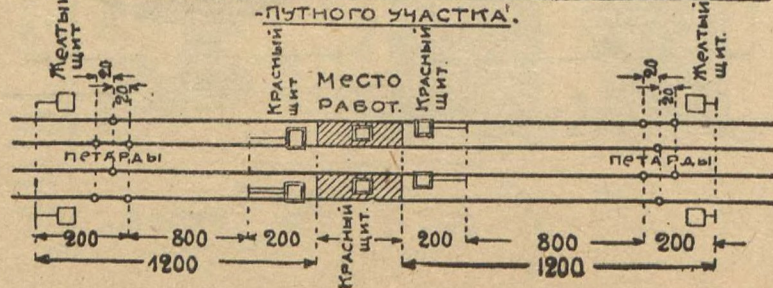 -ПУТНОГО УЧАСТКА.
Желтый
щит
20
20
Красный
щит
Место
работ.
Красный
щит.
20
20
Желтый
щит.
петарды
петарды
200
800
200
Красный
щит.
200
800
200
1200
1200